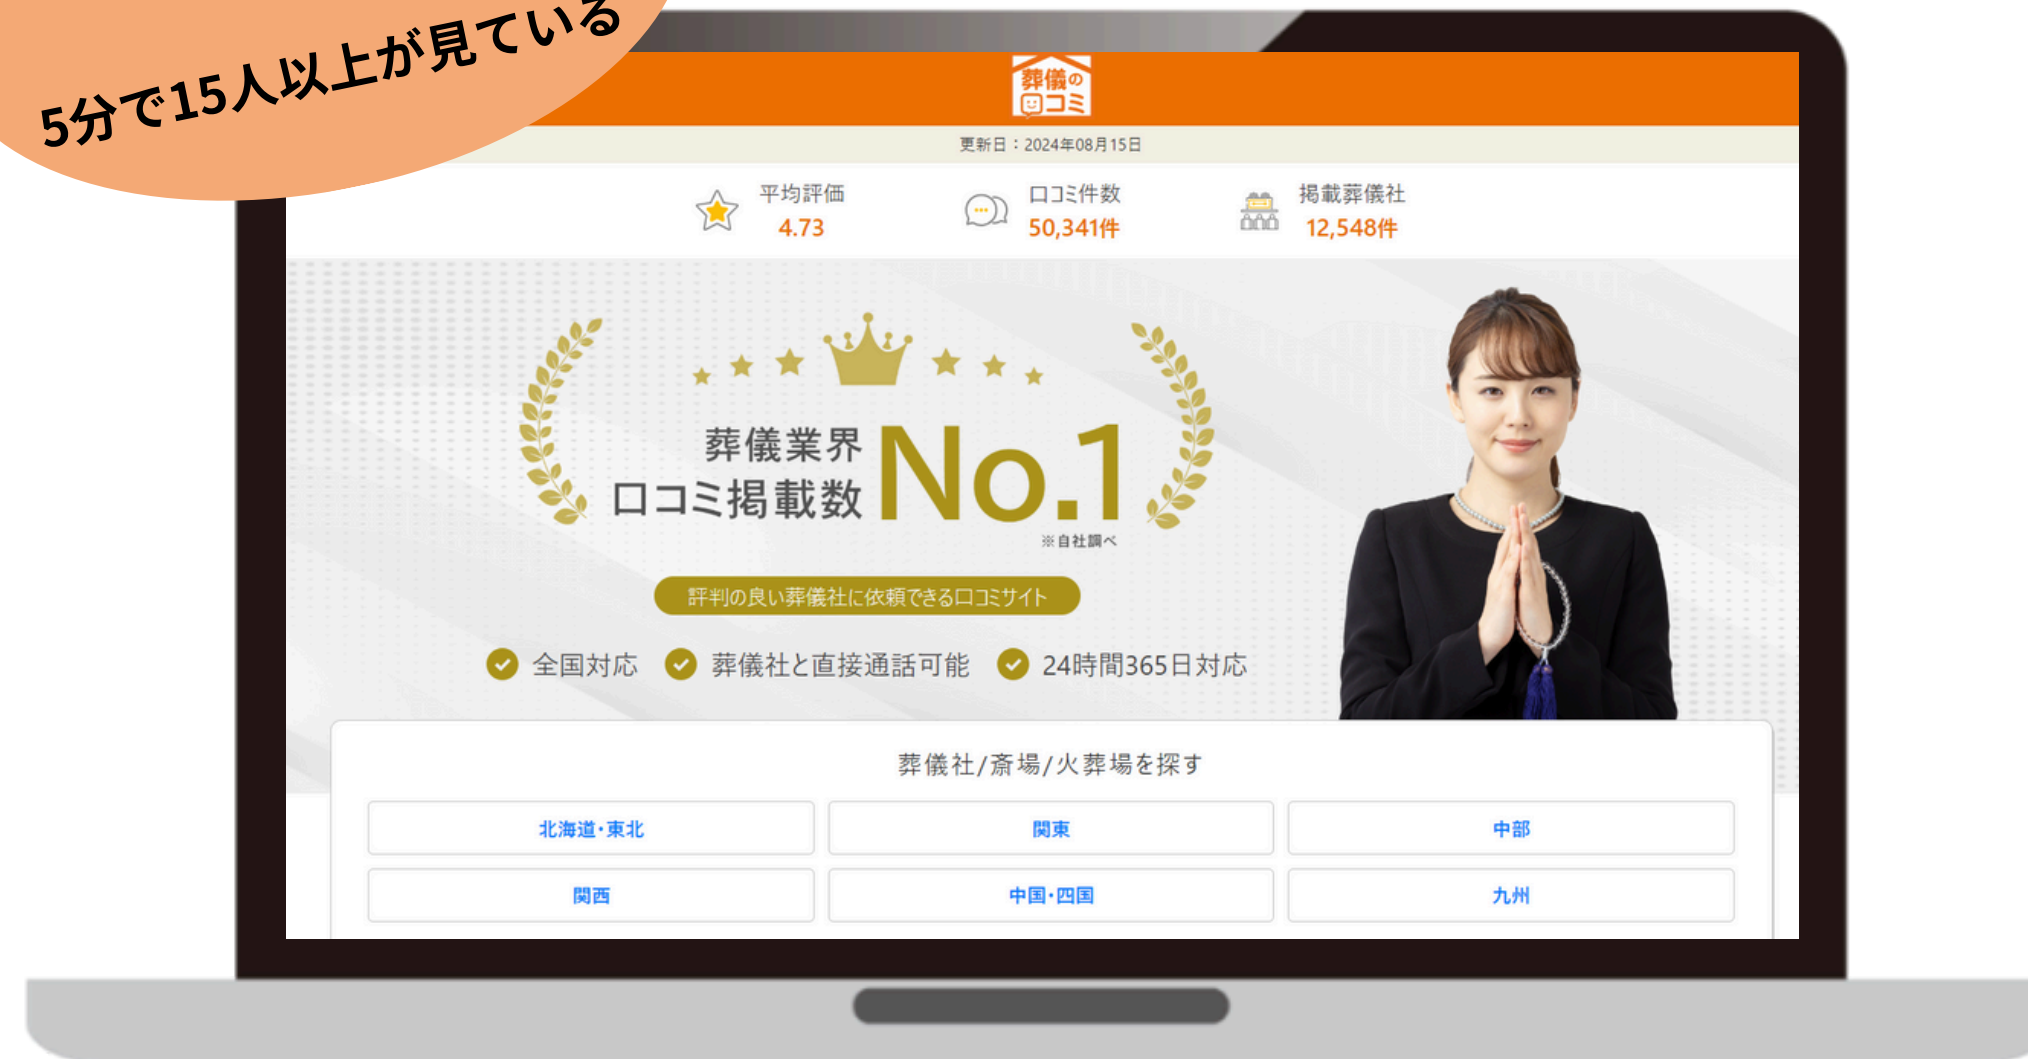 5分で15人以上が見ている
葬儀の
口コミ
更新日：2024年08月15日
平均評価
4.73
口コミ件数
50,341件
掲載葬儀社
12,548件
葬儀業界
口コミ掲載数
No.1
※自社調べ
評判の良い葬儀社に依頼できる口コミサイト
全国対応 葬儀社と直接通話可能 24時間365日対応
葬儀社/斎場/火葬場を探す
北海道・東北 関東 中部
関西 中国・四国 九州